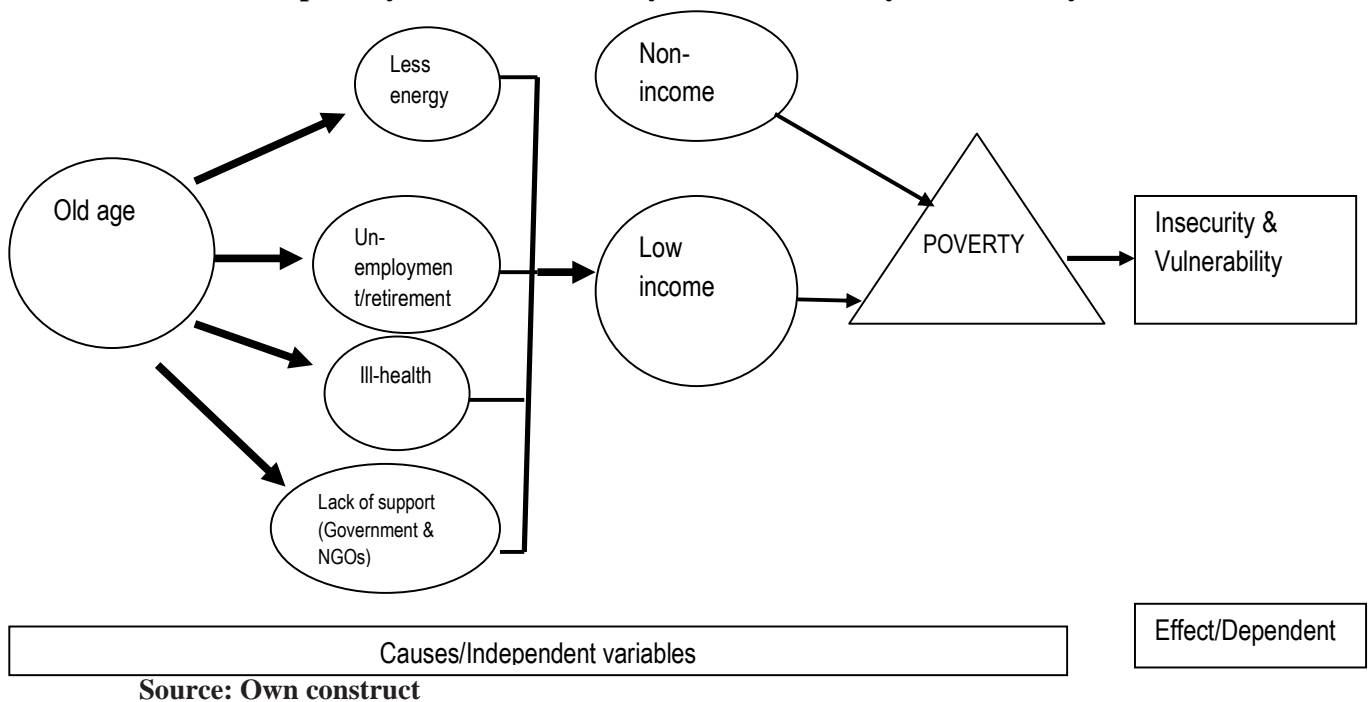 Less
energy
Non-
income
Old age
Un-
employmen
t/retirement
Low
income
POVERTY
Insecurity &
Vulnerability
Ill-health
Lack of support
(Government &
NGOs)
Causes/Independent variables
Effect/Dependent
Source: Own construct